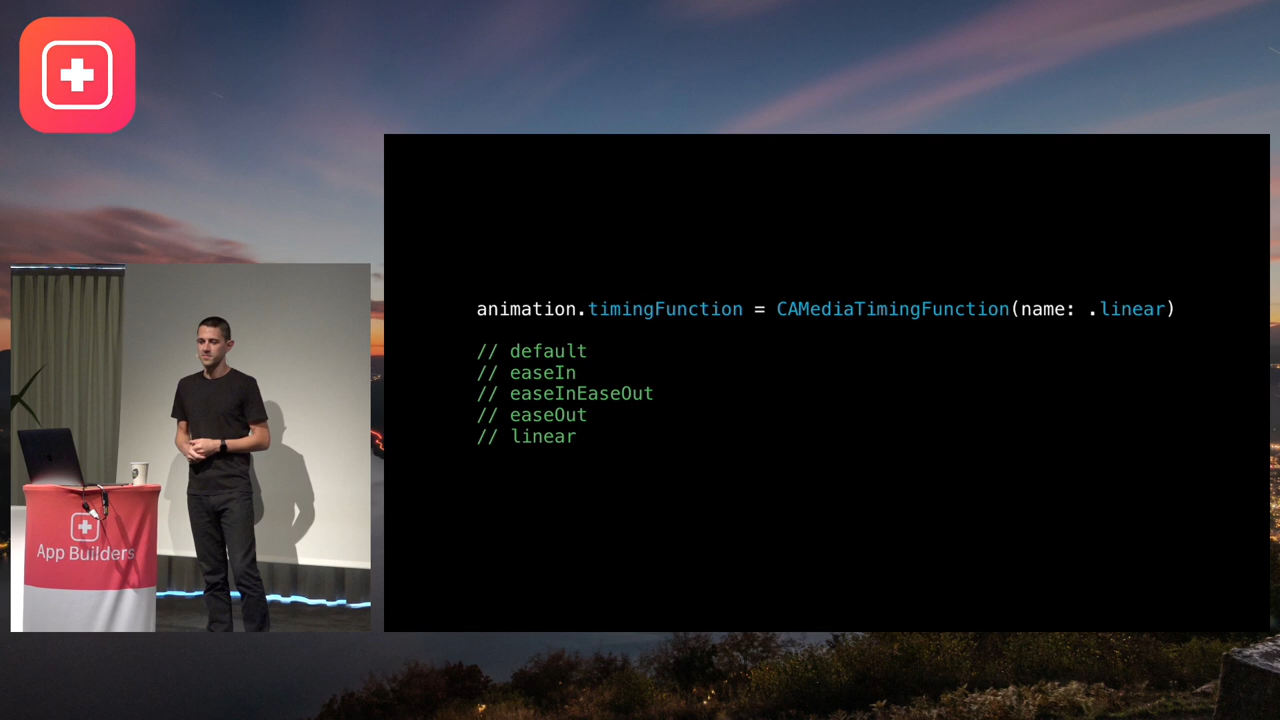 animation.timingFunction = CAMediaTimingFunction(name: .linear)
// default
// easeIn
// easeInEaseOut
// easeOut
// linear
App Builders